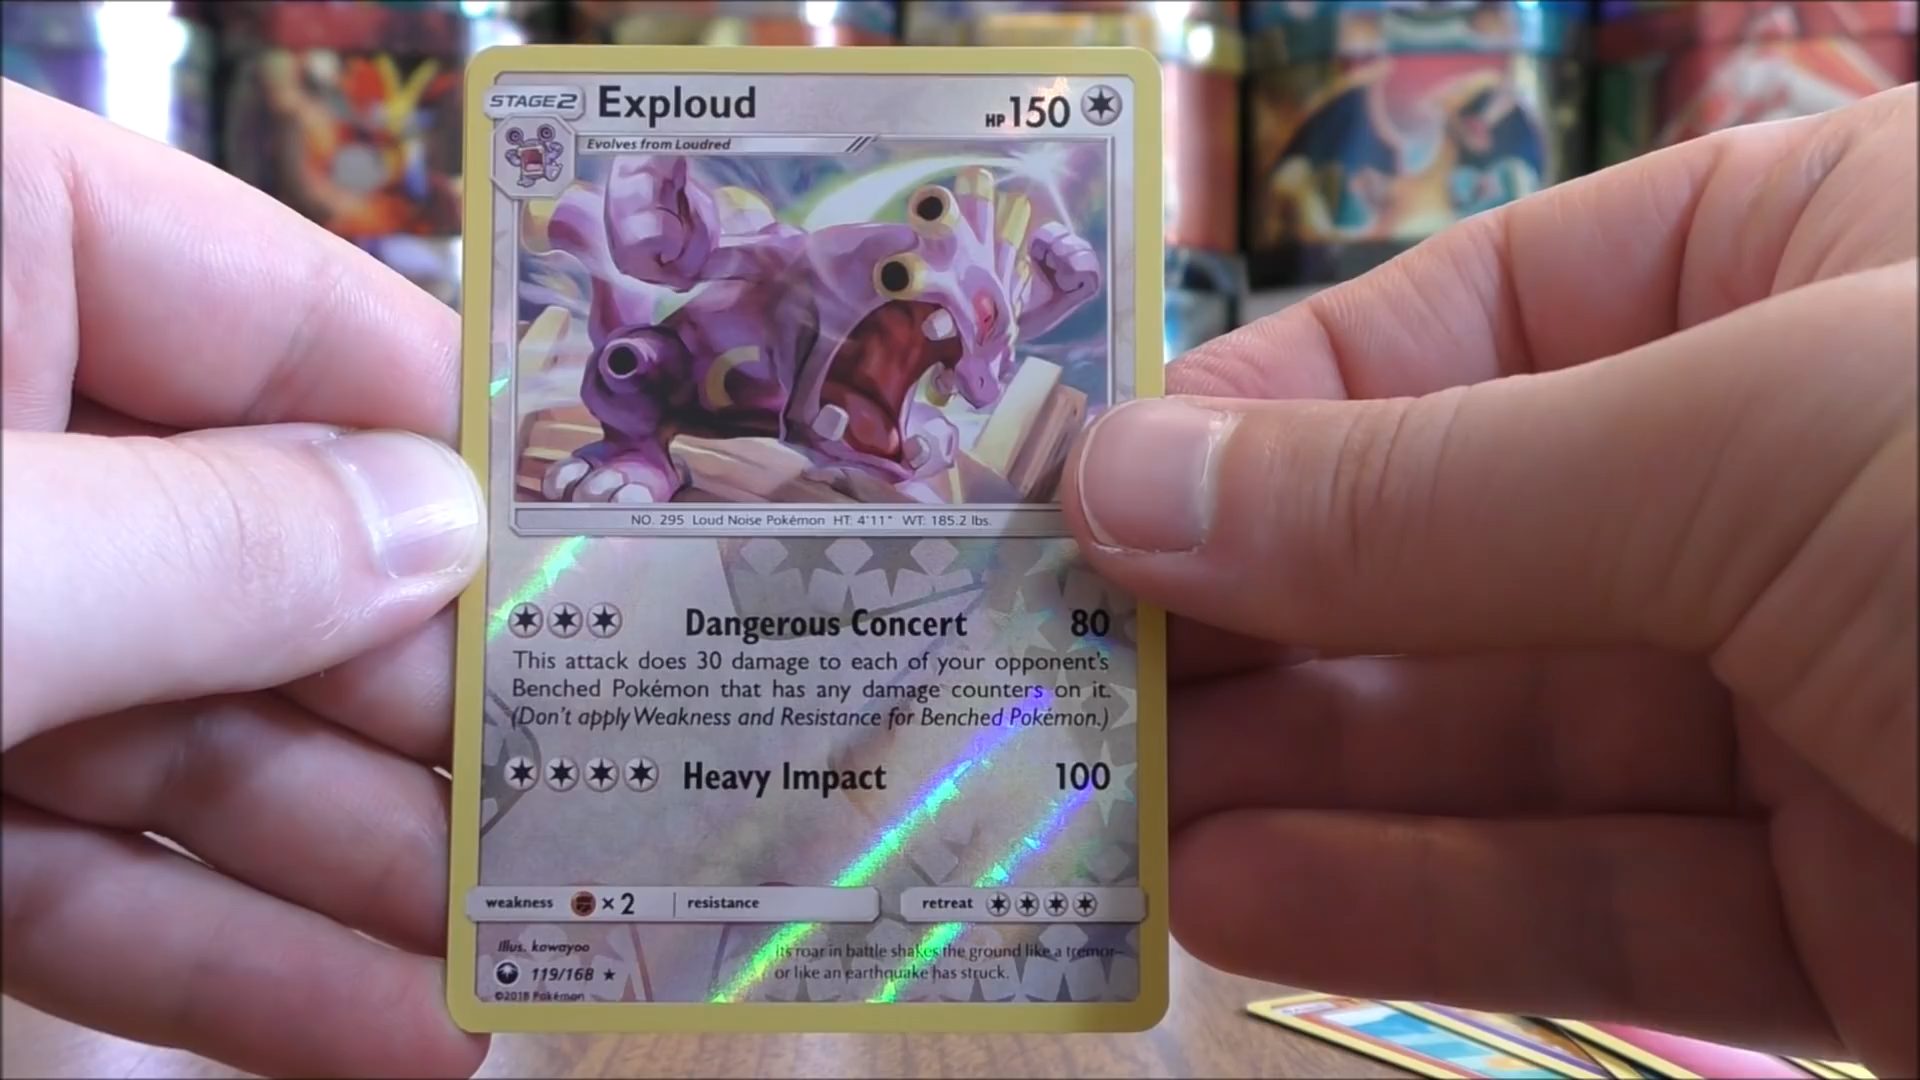 STAGE2 Exploud HP150
Evolves from Loudred
NO. 295 Loud Noise Pokémon HT: 4'11" WT: 185.2 lbs.
Dangerous Concert 80
This attack does 30 damage to each of your opponent's
Benched Pokémon that has any damage counters on it.
(Don't apply Weakness and Resistance for Benched Pokémon.)
Heavy Impact 100
weakness ×2 resistance retreat
Illus. kawayoo
119/168 ★
©2018 Pokémon
Its roar in battle shakes the ground like a tremor—
or like an earthquake has struck.